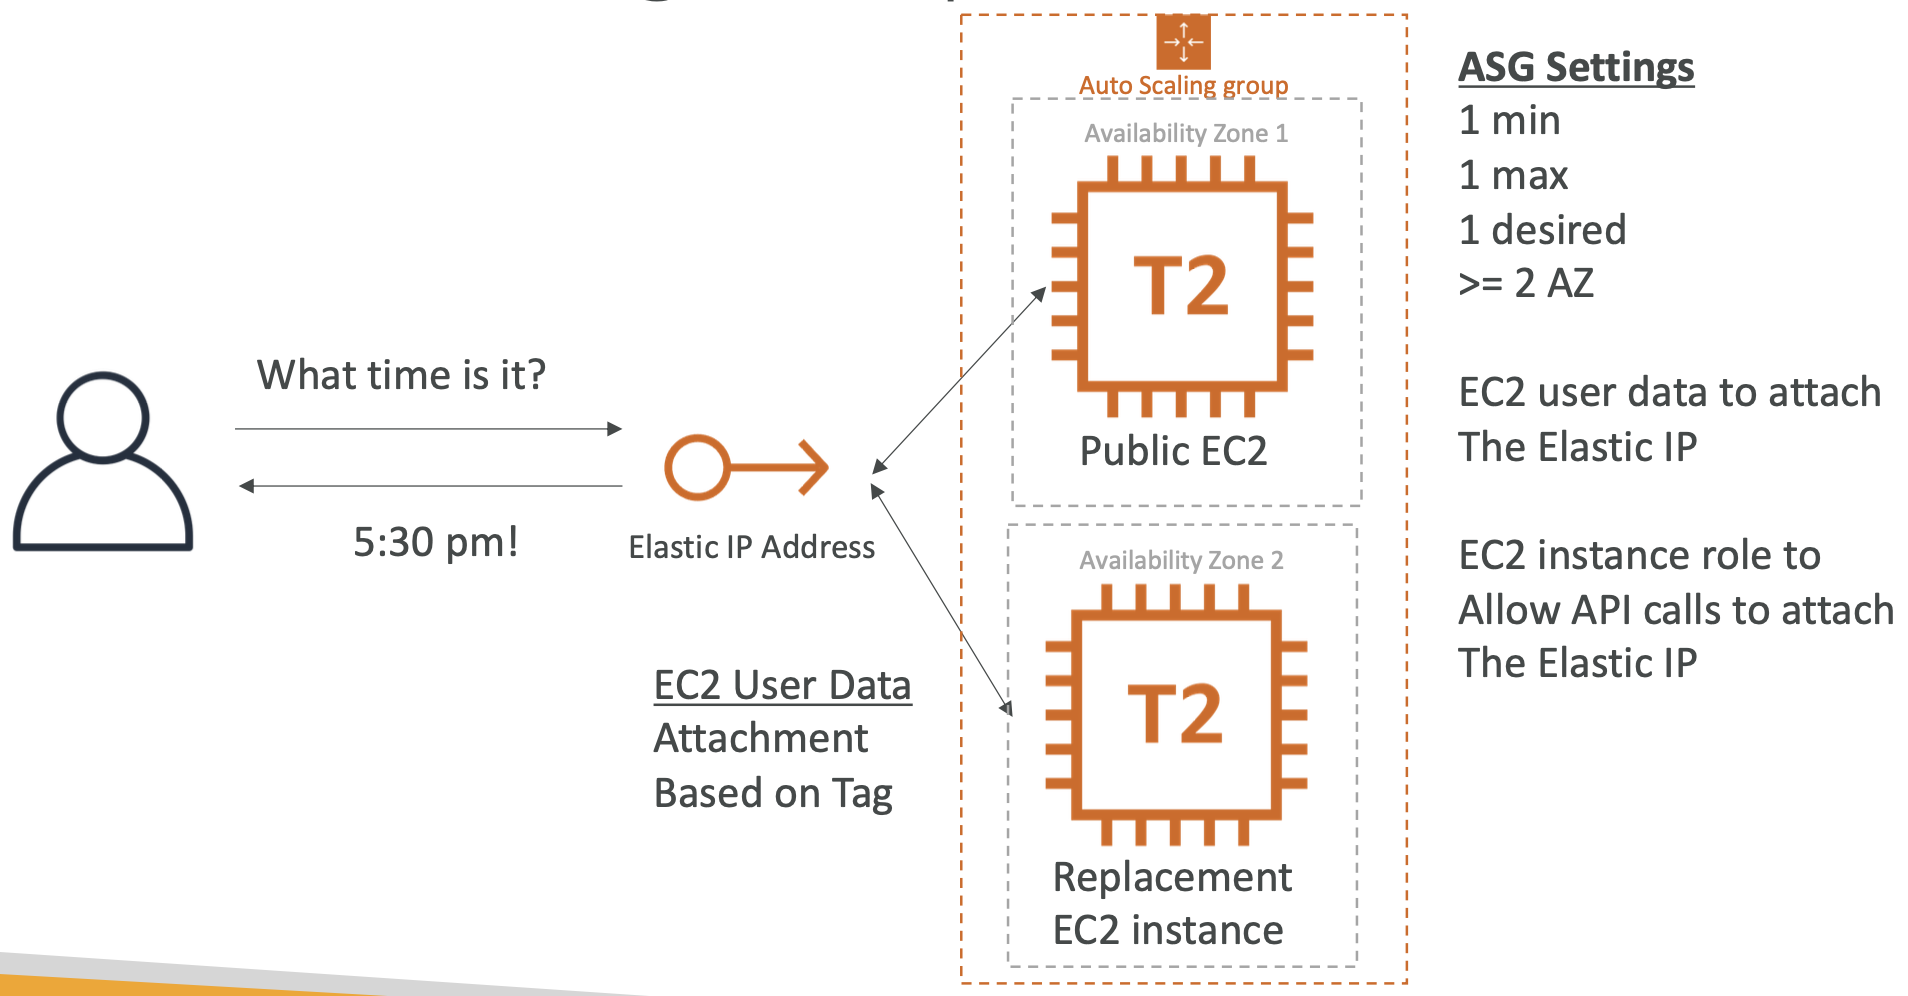 Auto Scaling group
Availability Zone 1
T2
Public EC2
Availability Zone 2
T2
Replacement
EC2 instance
What time is it?
5:30 pm!
Elastic IP Address
EC2 User Data
Attachment
Based on Tag
ASG Settings
1 min
1 max
1 desired
>= 2 AZ
EC2 user data to attach
The Elastic IP
EC2 instance role to
Allow API calls to attach
The Elastic IP